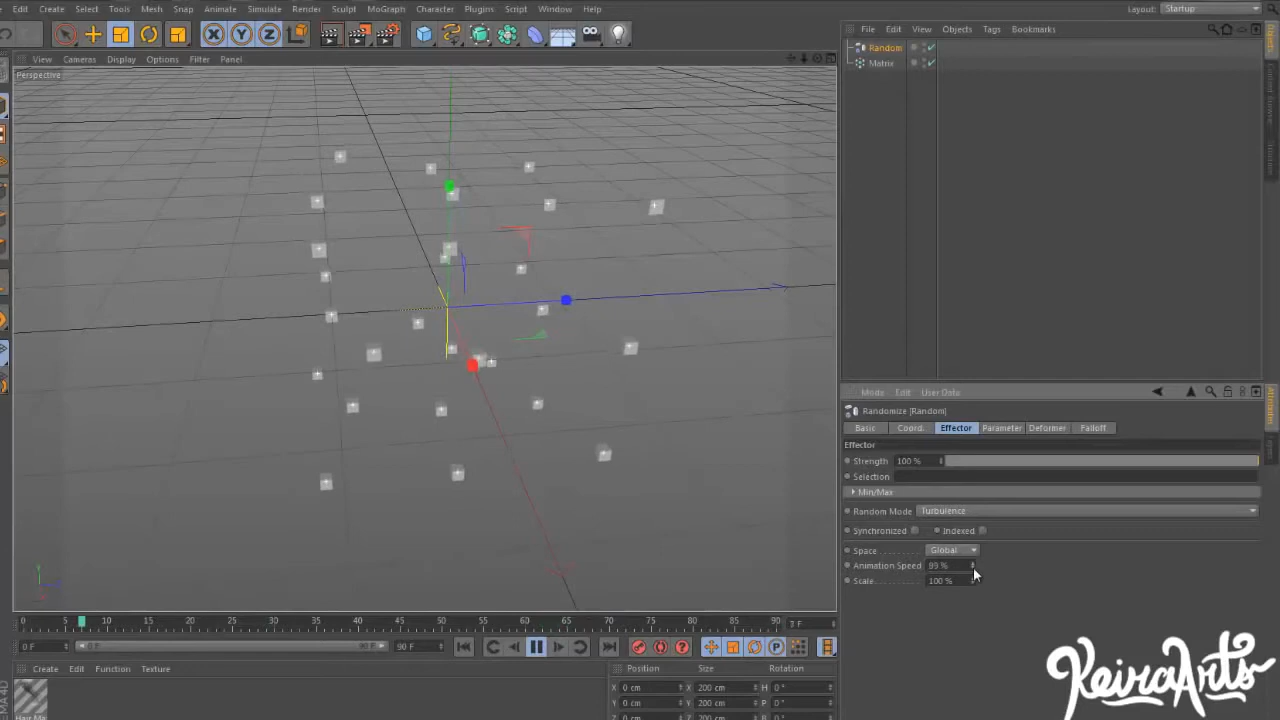 Edit Create Select Tools Mesh Snap Animate Simulate Render Sculpt MoGraph Character Plugins Script Window Help
Layout: Startup
X Y Z
View Cameras Display Options Filter Panel
File Edit View Objects Tags Bookmarks
Perspective
Random
Matrix
Mode Edit User Data
Randomize [Random]
Basic Coord. Effector Parameter Deformer Falloff
Effector
Strength 100 %
Selection
Min/Max
Random Mode Turbulence
Synchronized Indexed
Space Global
Animation Speed 99 %
Scale 100 %
Y
0 5 10 15 20 25 30 35 40 45 50 55 60 65 70 75 80 85 90
0 F 0 F 90 F P
Create Edit Function Texture
Position Size Rotation
X 0 cm X 200 cm H 0 °
Y 0 cm Y 200 cm P 0 °
KeiraArts